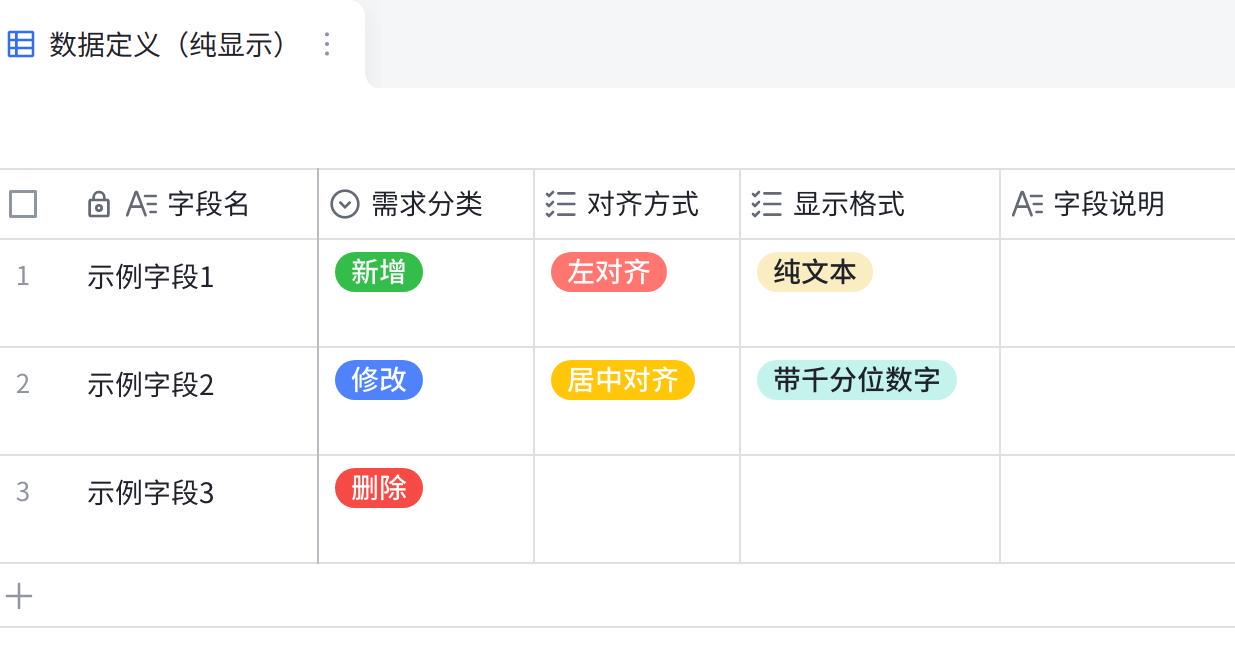 数据定义（纯显示）
字段名 需求分类 对齐方式 显示格式 字段说明
1 示例字段1 新增 左对齐 纯文本
2 示例字段2 修改 居中对齐 带千分位数字
3 示例字段3 删除